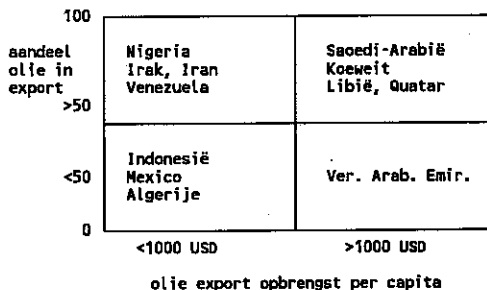 100
aandeel
olie in
export
>50
<50
0
Nigeria
Irak, Iran
Venezuela
Saoedi-Arabië
Koeweit
Libië, Quatar
Indonesië
Mexico
Algerije
Ver. Arab. Emir.
<1000 USD
>1000 USD
olie export opbrengst per capita